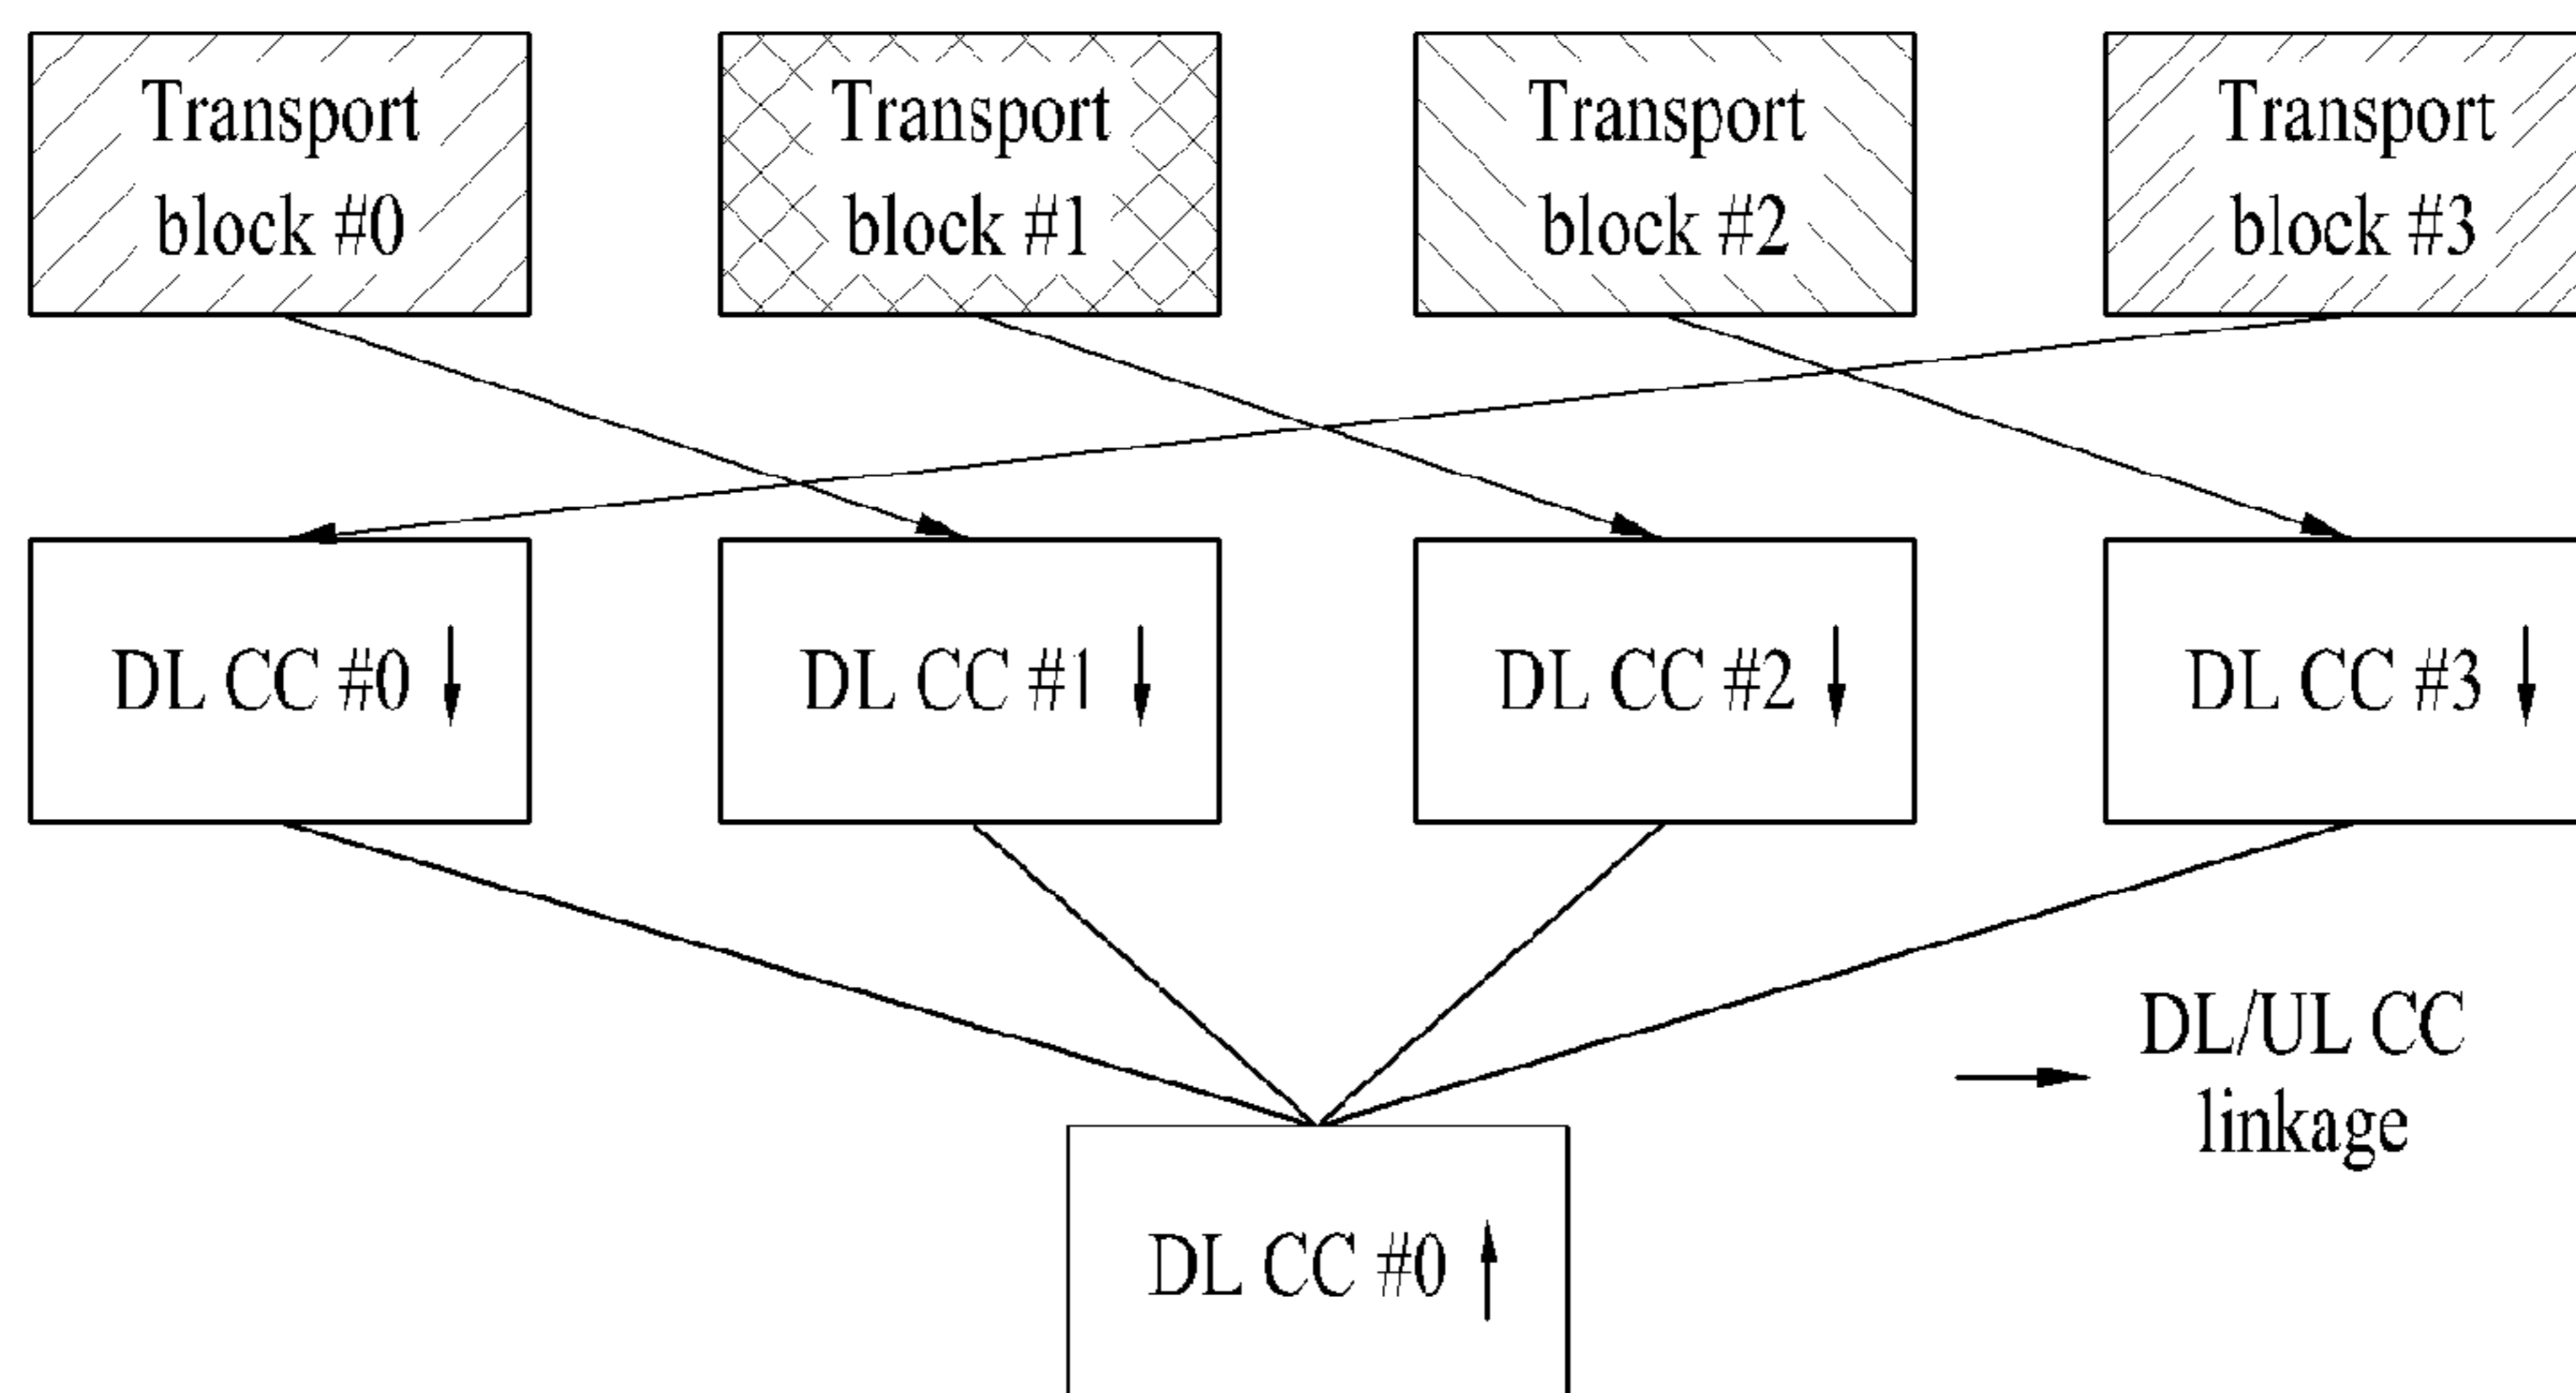 Transport
block #0
Transport
block #1
Transport
block #2
Transport
block #3
DL CC #0
DL CC #1
DL CC #2
DL CC #3
DL/UL CC
linkage
DL CC #0